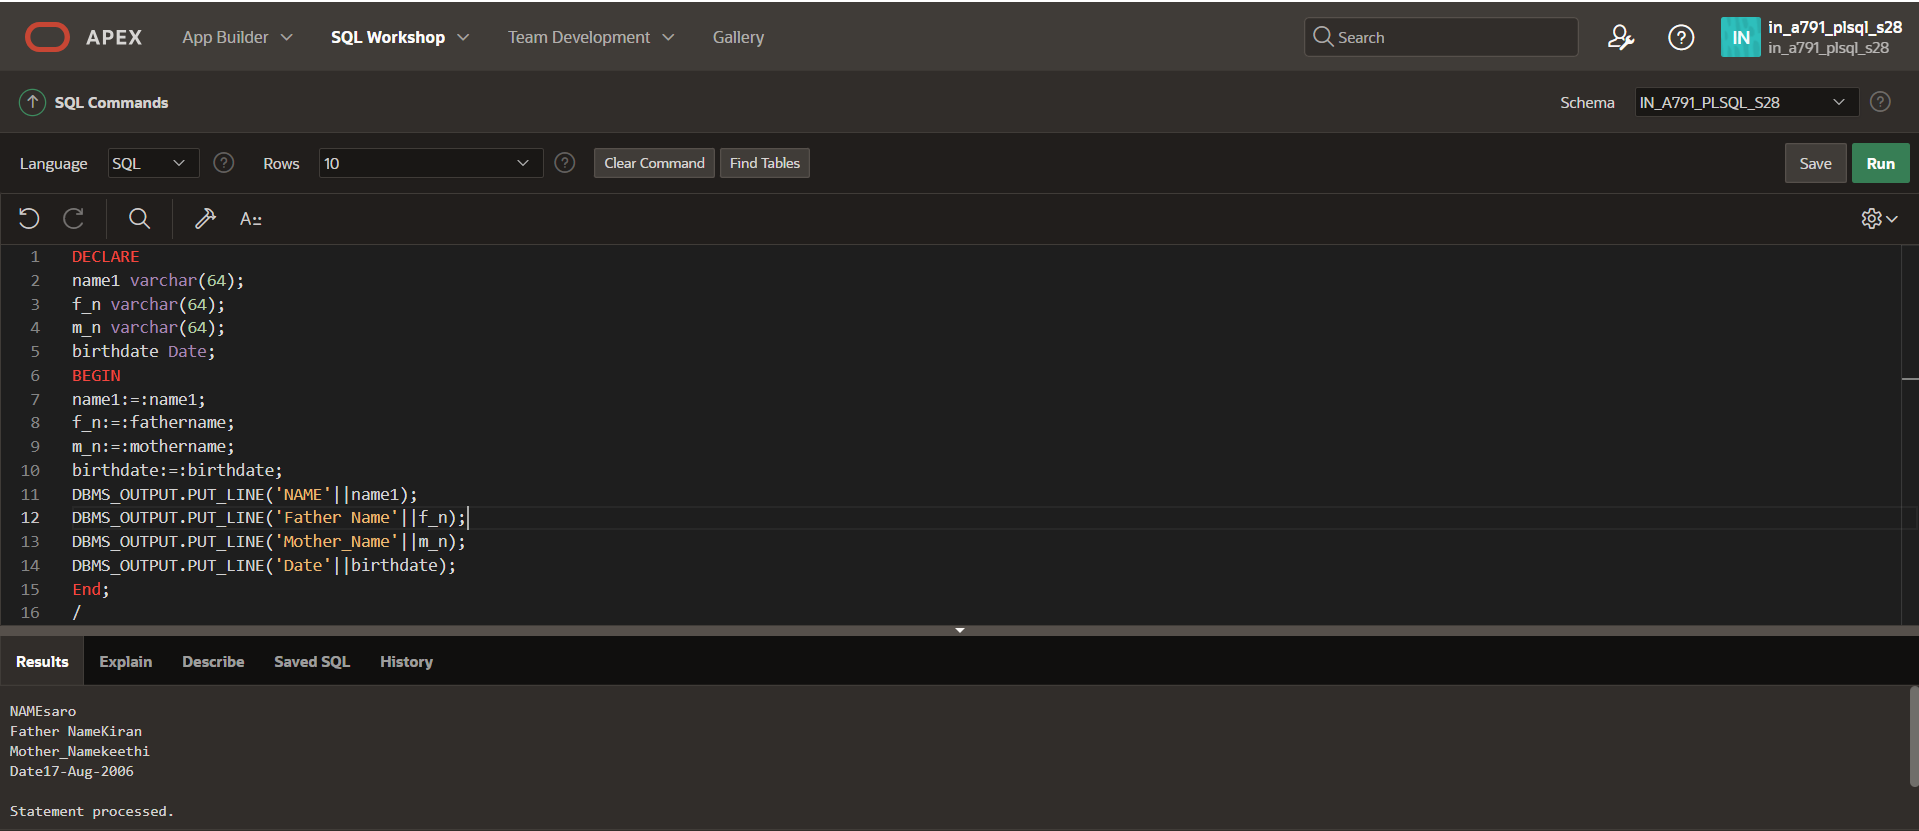 APEX App Builder SQL Workshop Team Development Gallery Search IN in_a791_plsql_s28
in_a791_plsql_s28
SQL Commands Schema IN_A791_PLSQL_S28
Language SQL Rows 10 Clear Command Find Tables Save Run
A::
1 DECLARE
2 name1 varchar(64);
3 f_n varchar(64);
4 m_n varchar(64);
5 birthdate Date;
6 BEGIN
7 name1:=:name1;
8 f_n:=:fathername;
9 m_n:=:mothername;
10 birthdate:=:birthdate;
11 DBMS_OUTPUT.PUT_LINE('NAME'||name1);
12 DBMS_OUTPUT.PUT_LINE('Father Name'||f_n);
13 DBMS_OUTPUT.PUT_LINE('Mother_Name'||m_n);
14 DBMS_OUTPUT.PUT_LINE('Date'||birthdate);
15 End;
16 /
Results Explain Describe Saved SQL History
NAMEsaro
Father NameKiran
Mother_Namekeethi
Date17-Aug-2006
Statement processed.